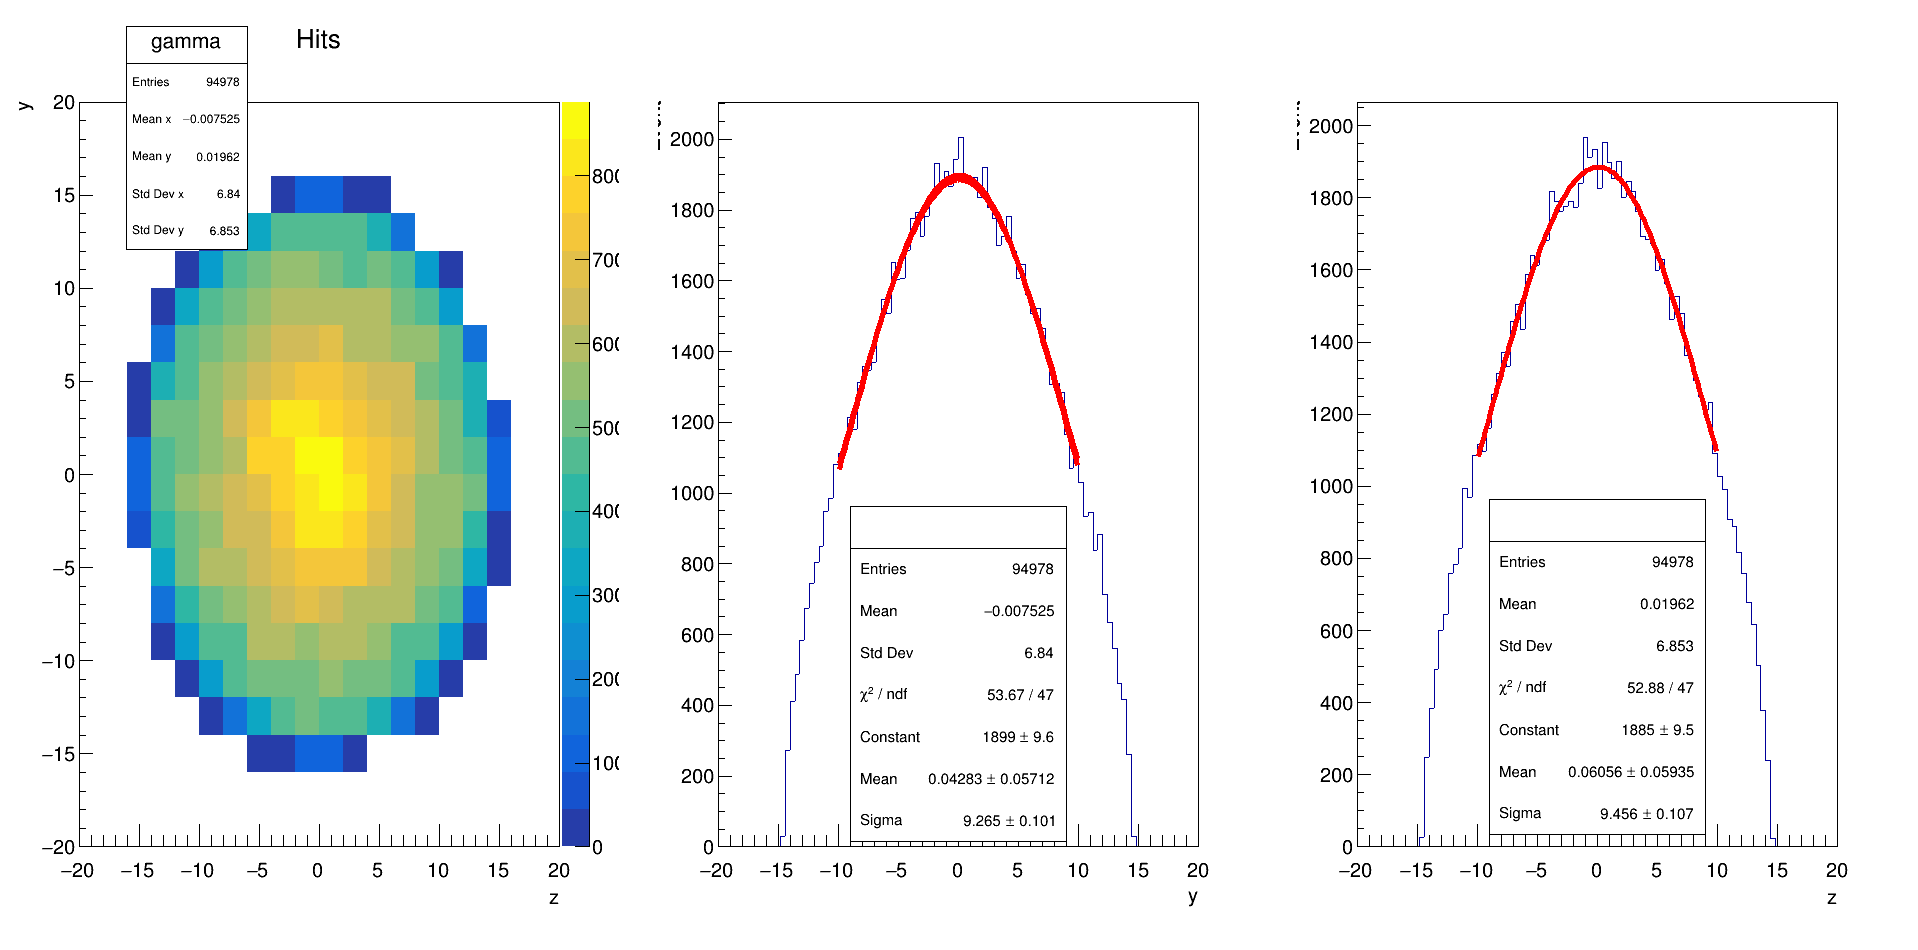 Hits
gamma
Entries 94978
Mean x −0.007525
Mean y 0.01962
Std Dev x 6.84
Std Dev y 6.853
y
20
15
10
5
0
−5
−10
−15
−20
−20 −15 −10 −5 0 5 10 15 20
z
0
2000
1800
1600
1400
1200
1000
800
600
400
200
0
Entries 94978
Mean −0.007525
Std Dev 6.84
χ² / ndf 53.67 / 47
Constant 1899 ± 9.6
Mean 0.04283 ± 0.05712
Sigma 9.265 ± 0.101
−20 −15 −10 −5 0 5 10 15 20
y
2000
1800
1600
1400
1200
1000
800
600
400
200
0
Entries 94978
Mean 0.01962
Std Dev 6.853
χ² / ndf 52.88 / 47
Constant 1885 ± 9.5
Mean 0.06056 ± 0.05935
Sigma 9.456 ± 0.107
−20 −15 −10 −5 0 5 10 15 20
z